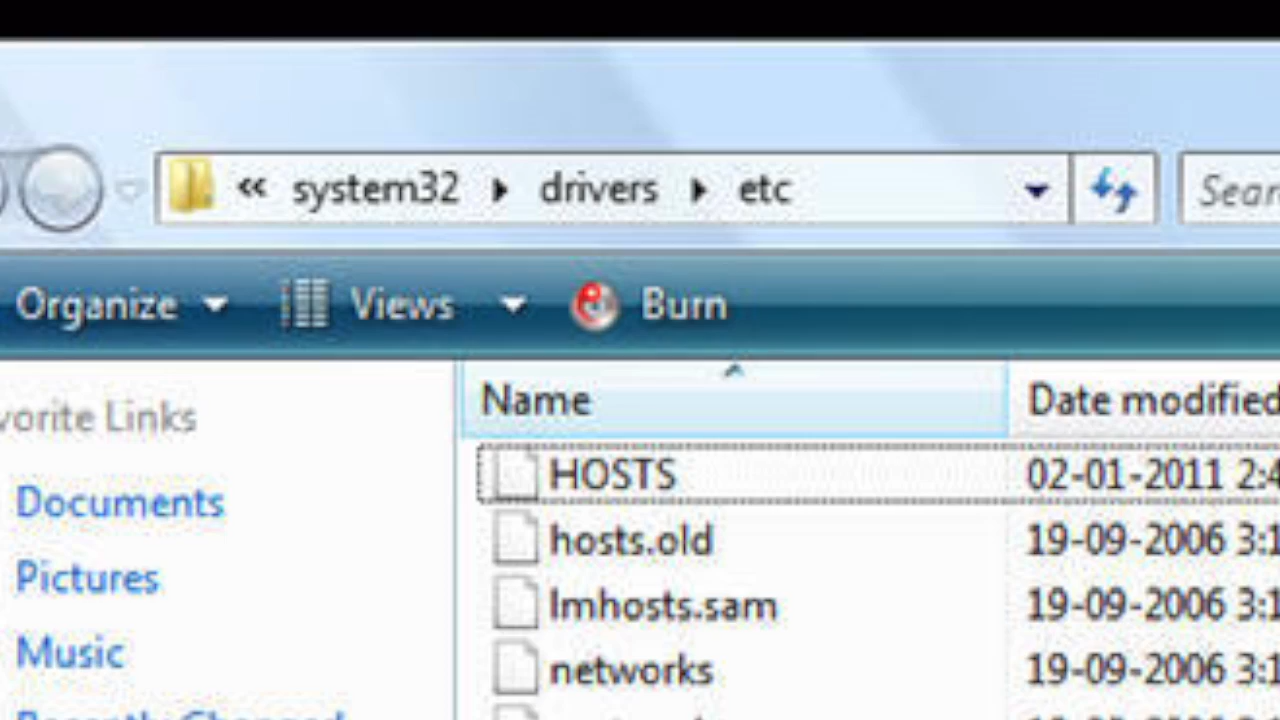 system32 drivers etc
Organize Views Burn
Name Date modified
Links
HOSTS 02-01-2011
Documents
hosts.old 19-09-2006
Pictures
lmhosts.sam 19-09-2006
Music
networks 19-09-2006